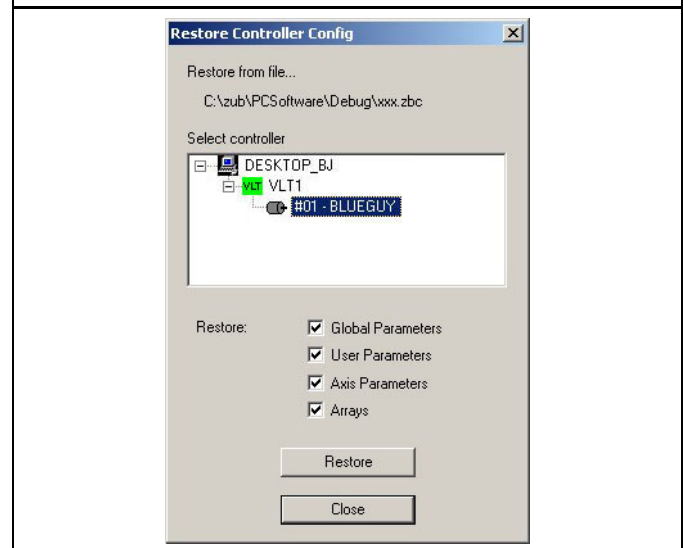 Restore Controller Config
Restore from file...
C:\zub\PCSoftware\Debug\xxx.zbc
Select controller
DESKTOP_BJ
VLT VLT1
#01 - BLUEGUY
Restore: Global Parameters
User Parameters
Axis Parameters
Arrays
Restore
Close